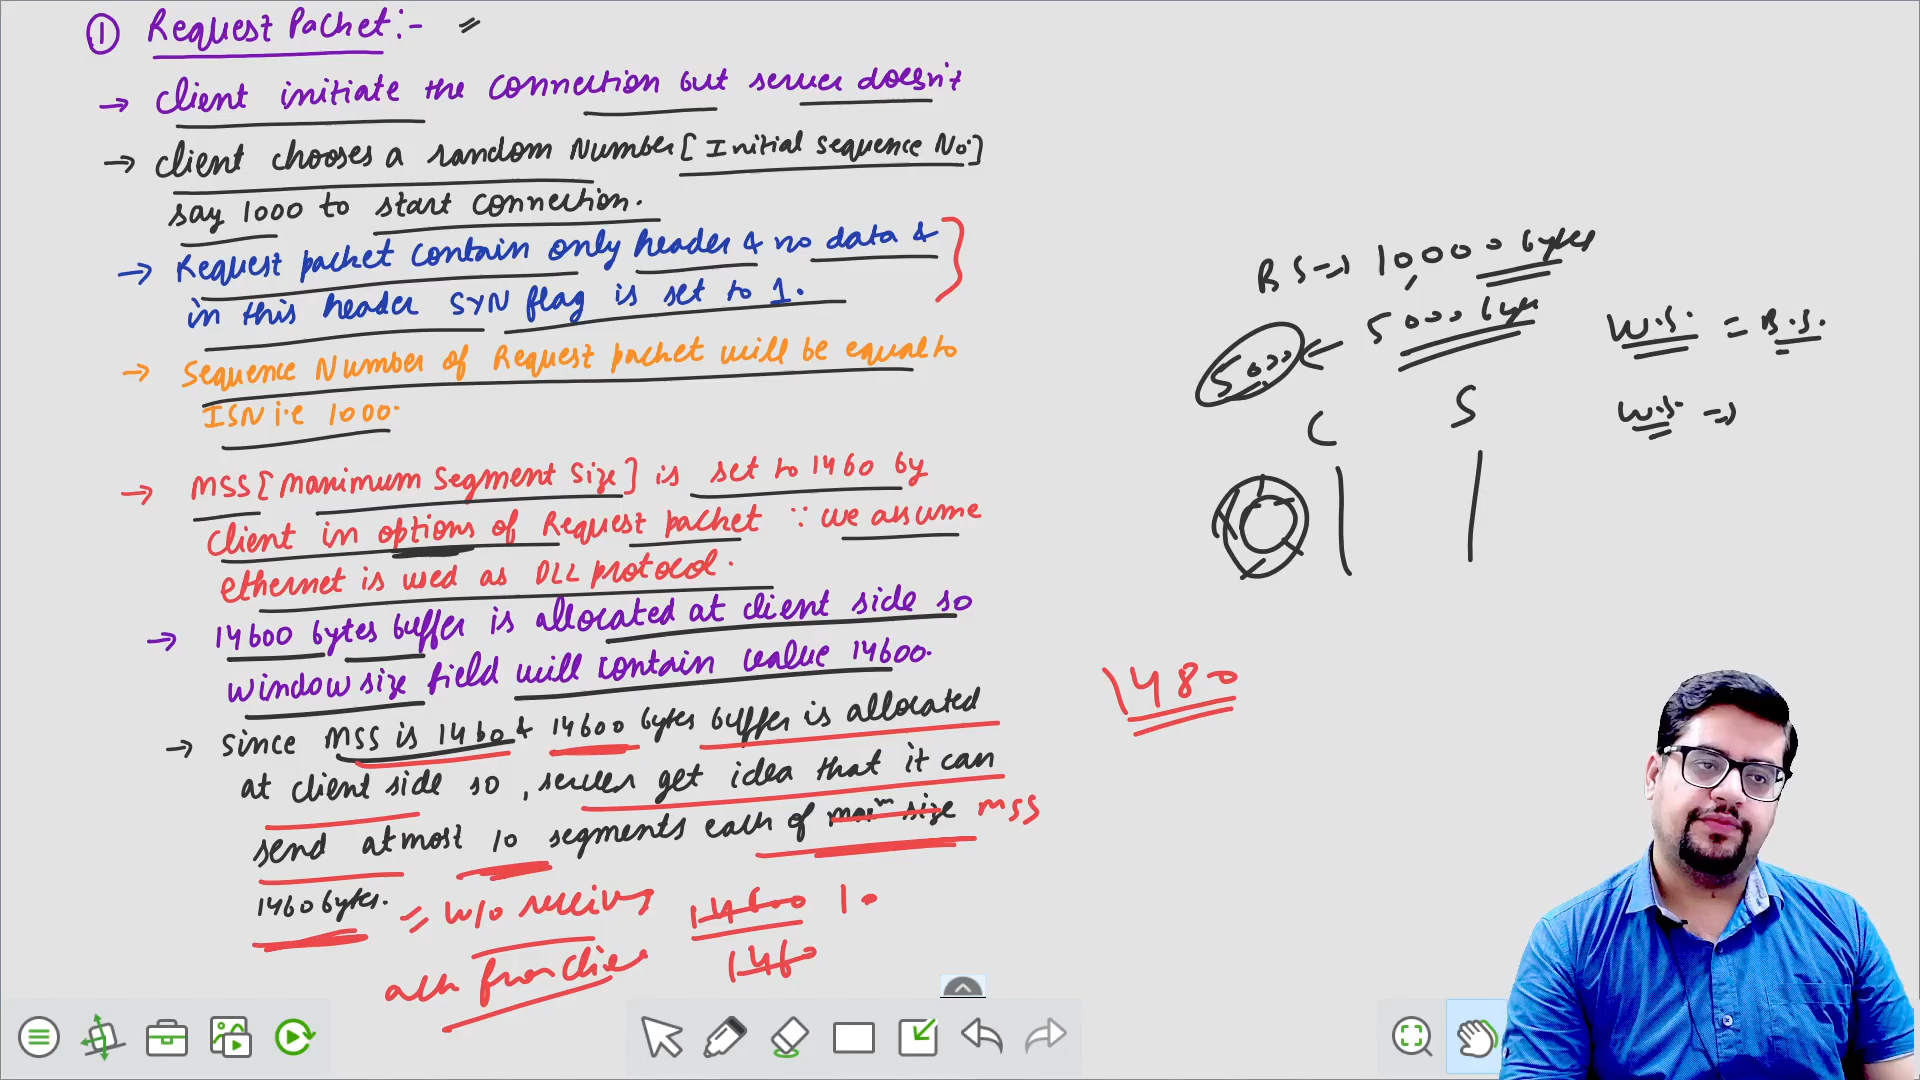 ① Request Packet:-
→ Client initiate the connection but server doesn't
→ Client chooses a random Number [Initial Sequence No.]
say 1000 to start connection.
→ Request packet contain only header & no data &
in this header SYN flag is set to 1.
→ Sequence Number of Request packet will be equal to
ISN i.e 1000.
→ MSS [Maximum Segment Size] is set to 1460 by
Client in options of Request packet ∵ we assume
ethernet is used as DLL protocol.
→ 14600 bytes buffer is allocated at client side so
window size field will contain value 14600.
→ since MSS is 1460 & 14600 bytes buffer is allocated
at client side so, server get idea that it can
send atmost 10 segments each of maxm size MSS
1460 bytes. = w/o receiving
ack from client
14600 10
1460
BS → 10,000 bytes
5000 ← 5000 byte
W.S. = B.S.
C S
W.S. ⇒
1480